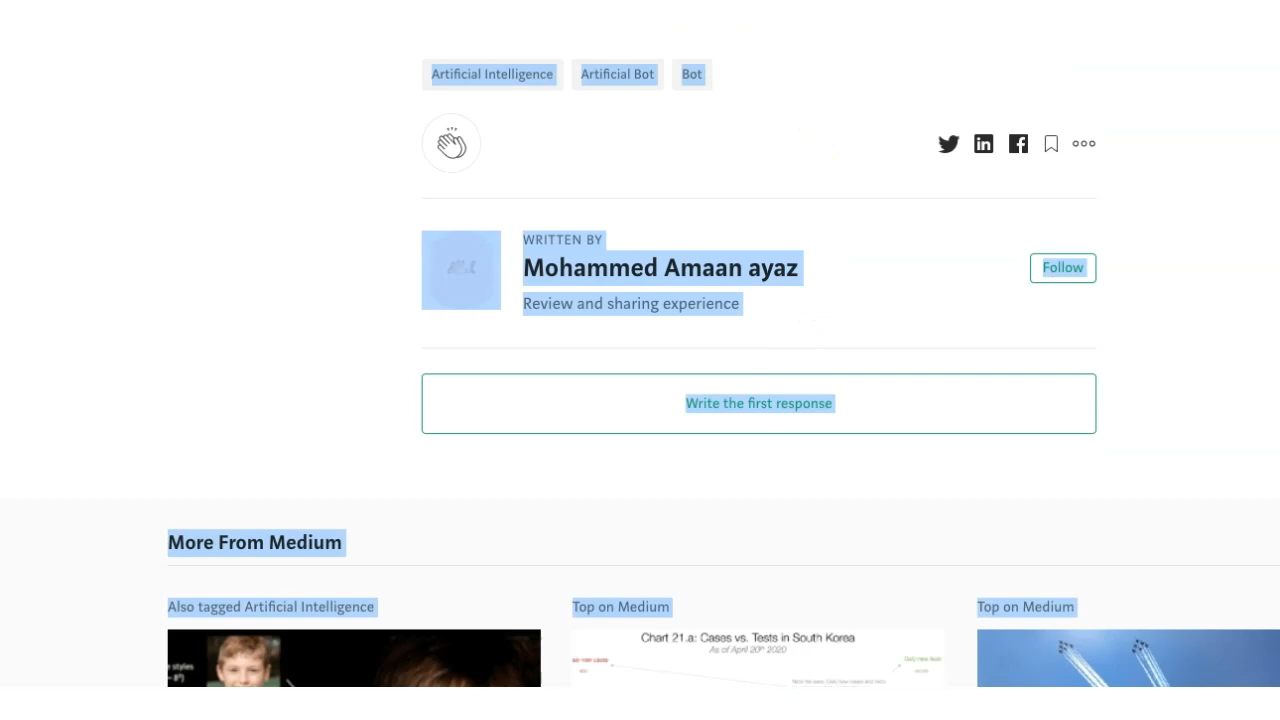 Artificial Intelligence Artificial Bot Bot
WRITTEN BY
Mohammed Amaan ayaz
Follow
Review and sharing experience
Write the first response
More From Medium
Also tagged Artificial Intelligence Top on Medium Top on Medium
styles
Chart 21.a: Cases vs. Tests in South Korea
As of April 20th 2020